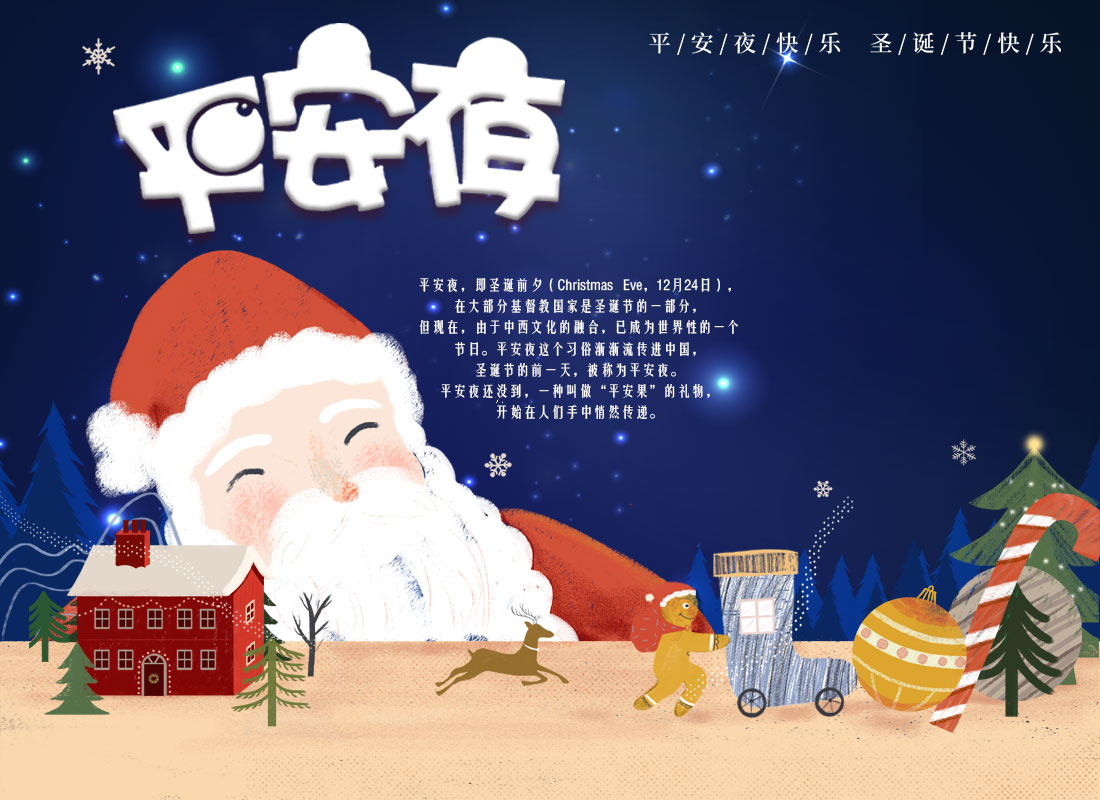 平/安/夜/快/乐 圣/诞/节/快/乐
平安夜
平安夜，即圣诞前夕（Christmas Eve，12月24日），
在大部分基督教国家是圣诞节的一部分，
但现在，由于中西文化的融合，已成为世界性的一个
节日。平安夜这个习俗渐渐流传进中国，
圣诞节的前一天，被称为平安夜。
平安夜还没到，一种叫做“平安果”的礼物，
开始在人们手中悄然传递。